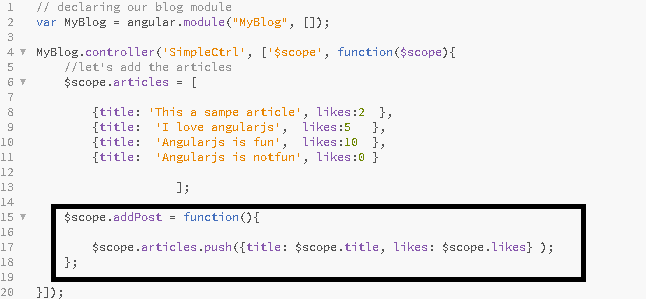 1 // declaring our blog module
2 var MyBlog = angular.module("MyBlog", []);
3
4 MyBlog.controller('SimpleCtrl', ['$scope', function($scope){
5 //let's add the articles
6 $scope.articles = [
7
8 {title: 'This a sampe article', likes:2 },
9 {title: 'I love angularjs', likes:5 },
10 {title: 'Angularjs is fun', likes:10 },
11 {title: 'Angularjs is notfun', likes:0 }
12
13 ];
14
15 $scope.addPost = function(){
16
17 $scope.articles.push({title: $scope.title, likes: $scope.likes} );
18 };
19
20 }]);